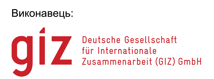 Виконавець:
giz Deutsche Gesellschaft
für Internationale
Zusammenarbeit (GIZ) GmbH